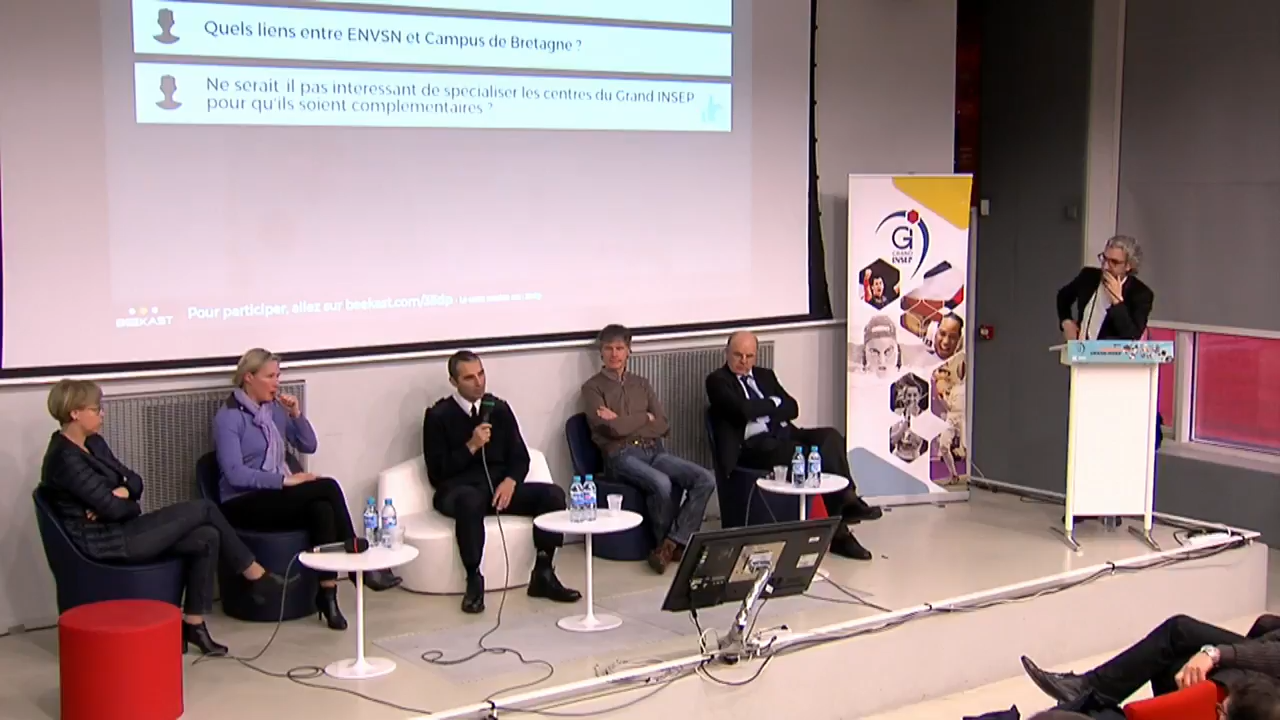 Quels liens entre ENVSN et Campus de Bretagne ?
Ne serait il pas interessant de specialiser les centres du Grand INSEP
pour qu'ils soient complementaires ?
BEEKAST
Pour participer, allez sur beekast.com/
G
GRAND
INSEP